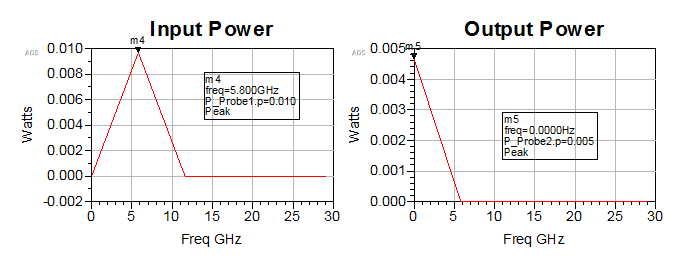 Input Power
ADS
m4
0.010
0.008
0.006
0.004
0.002
0.000
-0.002
Watts
m4
freq=5.800GHz
P_Probe1.p=0.010
Peak
0 5 10 15 20 25 30
Freq GHz
Output Power
ADS
m5
0.005
0.004
0.003
0.002
0.001
0.000
Watts
m5
freq=0.0000Hz
P_Probe2.p=0.005
Peak
0 5 10 15 20 25 30
Freq GHz